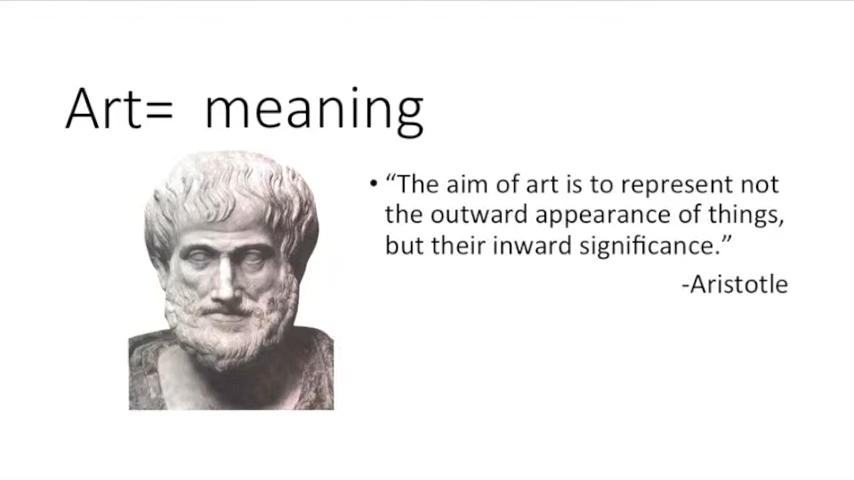 Art= meaning
• “The aim of art is to represent not
the outward appearance of things,
but their inward significance.”
-Aristotle